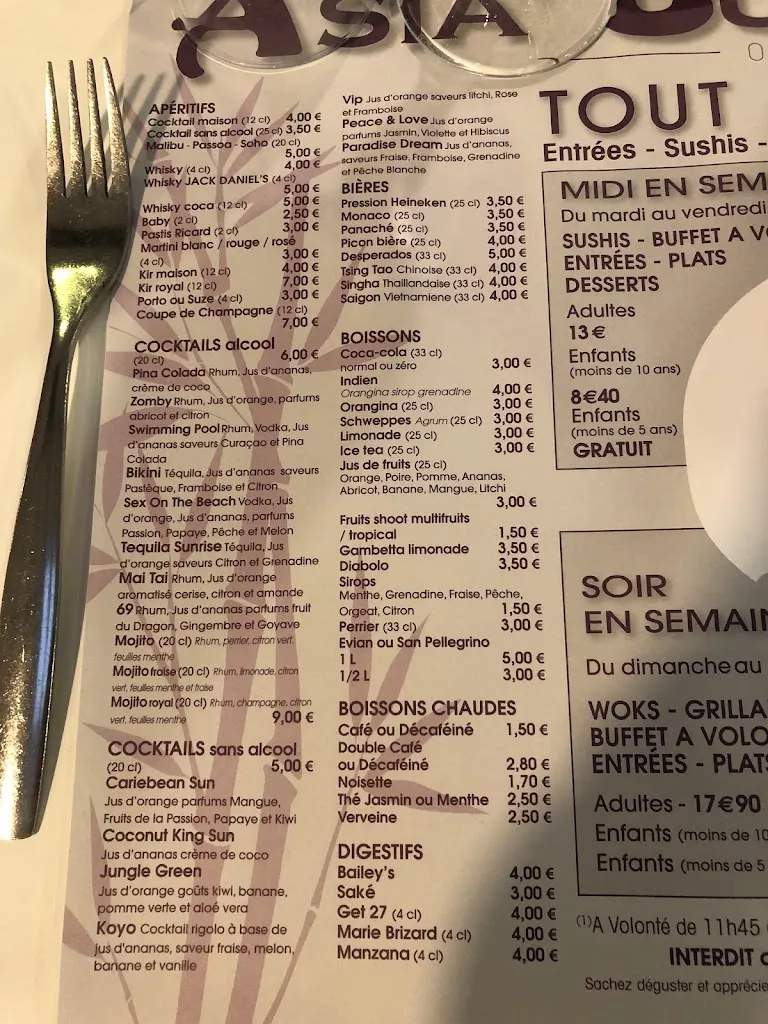 ASIA
APÉRITIFS
Cocktail maison (12 cl) 4,00 €
Cocktail sans alcool (25 cl) 3,50 €
Malibu - Passoa - Soho (20 cl)
5,00 €
Whisky (4 cl) 4,00 €
Whisky JACK DANIEL'S (4 cl)
5,00 €
Whisky coca (12 cl) 5,00 €
Baby (2 cl) 2,50 €
Pastis Ricard (2 cl) 3,00 €
Martini blanc / rouge / rosé
(4 cl) 3,00 €
Kir maison (12 cl) 4,00 €
Kir royal (12 cl) 7,00 €
Porto ou Suze (4 cl) 3,00 €
Coupe de Champagne (12 cl)
7,00 €
COCKTAILS alcool
(20 cl) 6,00 €
Pina Colada Rhum, Jus d'ananas,
crème de coco
Zomby Rhum, Jus d'orange, parfums
abricot et citron
Swimming Pool Rhum, Vodka, Jus
d'ananas saveurs Curaçao et Pina
Colada
Bikini Téquila, Jus d'ananas saveurs
Pastèque, Framboise et Citron
Sex On The Beach Vodka, Jus
d'orange, Jus d'ananas, parfums
Passion, Papaye, Pêche et Melon
Tequila Sunrise Téquila, Jus
d'orange saveurs Citron et Grenadine
Mai Tai Rhum, Jus d'orange
aromatisé cerise, citron et amande
69 Rhum, Jus d'ananas parfums fruit
du Dragon, Gingembre et Goyave
Mojito (20 cl) Rhum, perrier, citron vert,
feuilles menthe
Mojito fraise (20 cl) Rhum, limonade, citron
vert, feuilles menthe et fraise
Mojito royal (20 cl) Rhum, champagne, citron
vert, feuilles menthe 9,00 €
COCKTAILS sans alcool
(20 cl) 5,00 €
Cariebean Sun
Jus d'orange parfums Mangue,
Fruits de la Passion, Papaye et Kiwi
Coconut King Sun
Jus d'ananas crème de coco
Jungle Green
Jus d'orange goûts kiwi, banane,
pomme verte et aloé vera
Koyo Cocktail rigolo à base de
jus d'ananas, saveur fraise, melon,
banane et vanille
Vip Jus d'orange saveurs litchi, Rose
et Framboise
Peace & Love Jus d'orange
parfums Jasmin, Violette et Hibiscus
Paradise Dream Jus d'ananas,
saveurs Fraise, Framboise, Grenadine
et Pêche Blanche
BIÈRES
Pression Heineken (25 cl) 3,50 €
Monaco (25 cl) 3,50 €
Panaché (25 cl) 3,50 €
Picon bière (25 cl) 4,00 €
Desperados (33 cl) 5,00 €
Tsing Tao Chinoise (33 cl) 4,00 €
Singha Thaillandaise (33 cl) 4,00 €
Saigon Vietnamiene (33 cl) 4,00 €
BOISSONS
Coca-cola (33 cl)
normal ou zéro 3,00 €
Indien
Orangina sirop grenadine 4,00 €
Orangina (25 cl) 3,00 €
Schweppes Agrum (25 cl) 3,00 €
Limonade (25 cl) 3,00 €
Ice tea (25 cl) 3,00 €
Jus de fruits (25 cl)
Orange, Poire, Pomme, Ananas,
Abricot, Banane, Mangue, Litchi
3,00 €
Fruits shoot multifruits
/ tropical 1,50 €
Gambetta limonade 3,50 €
Diabolo 3,50 €
Sirops
Menthe, Grenadine, Fraise, Pêche,
Orgeat, Citron 1,50 €
Perrier (33 cl) 3,00 €
Evian ou San Pellegrino
1 L 5,00 €
1/2 L 3,00 €
BOISSONS CHAUDES
Café ou Décaféiné 1,50 €
Double Café
ou Décaféiné 2,80 €
Noisette 1,70 €
Thé Jasmin ou Menthe 2,50 €
Verveine 2,50 €
DIGESTIFS
Bailey's 4,00 €
Saké 3,00 €
Get 27 (4 cl) 4,00 €
Marie Brizard (4 cl) 4,00 €
Manzana (4 cl) 4,00 €
TOUT
Entrées - Sushis -
MIDI EN SEM
Du mardi au vendredi
SUSHIS - BUFFET A VO
ENTRÉES - PLATS
DESSERTS
Adultes
13 €
Enfants
(moins de 10 ans)
8€40
Enfants
(moins de 5 ans)
GRATUIT
SOIR
EN SEMAIN
Du dimanche au
WOKS - GRILLA
BUFFET A VOLO
ENTRÉES - PLATS
Adultes - 17€90
Enfants (moins de 10
Enfants (moins de 5
(1)A Volonté de 11h45
INTERDIT
Sachez déguster et apprécie